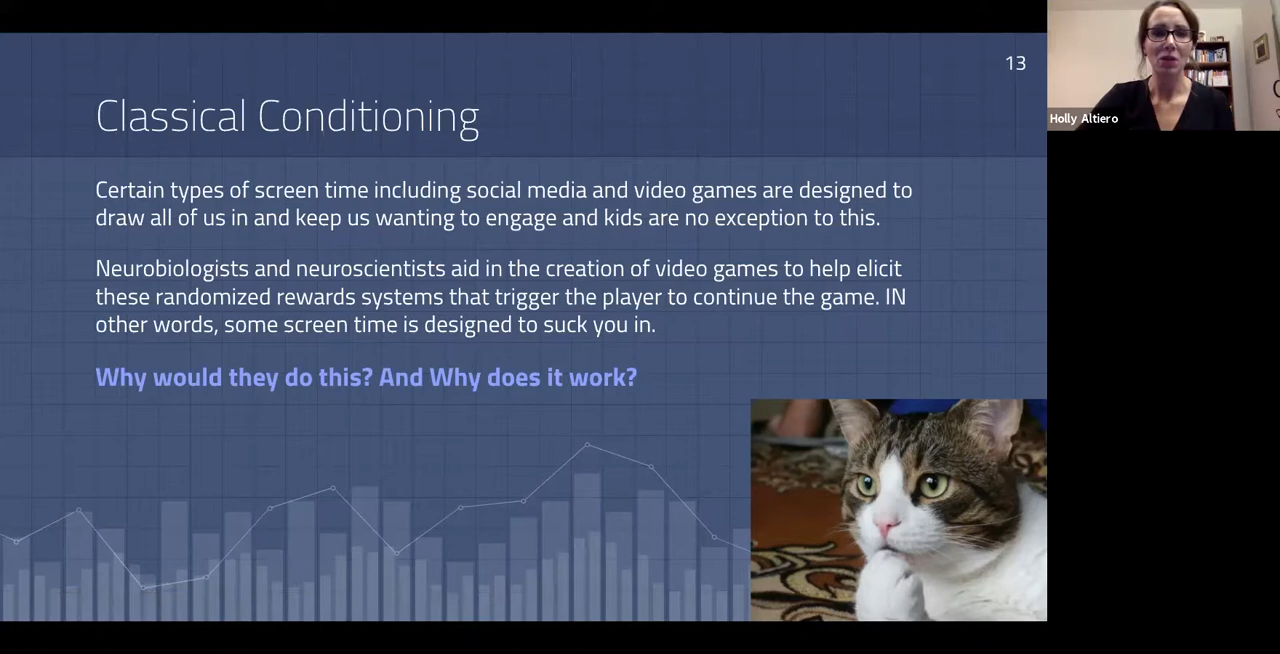 13
Classical Conditioning
Certain types of screen time including social media and video games are designed to
draw all of us in and keep us wanting to engage and kids are no exception to this.
Neurobiologists and neuroscientists aid in the creation of video games to help elicit
these randomized rewards systems that trigger the player to continue the game. IN
other words, some screen time is designed to suck you in.
Why would they do this? And Why does it work?
Holly Altiero